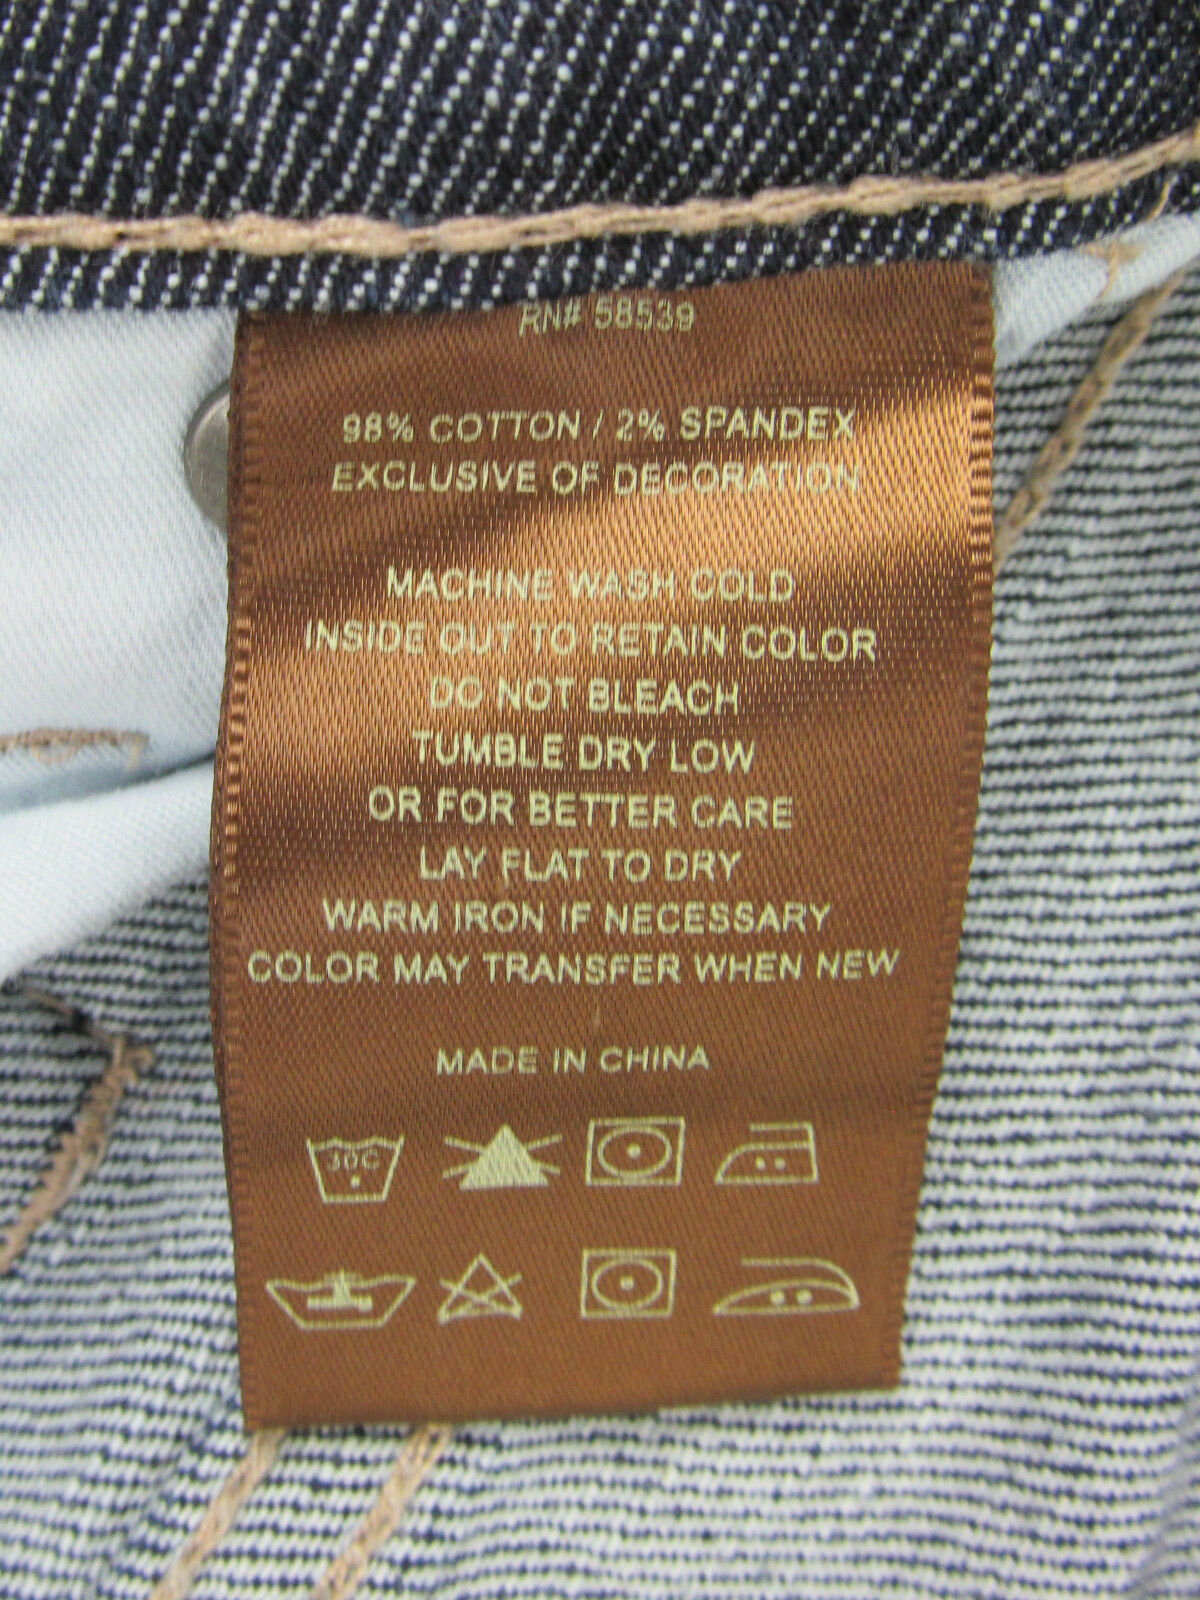 RN# 58539
98% COTTON / 2% SPANDEX
EXCLUSIVE OF DECORATION
MACHINE WASH COLD
INSIDE OUT TO RETAIN COLOR
DO NOT BLEACH
TUMBLE DRY LOW
OR FOR BETTER CARE
LAY FLAT TO DRY
WARM IRON IF NECESSARY
COLOR MAY TRANSFER WHEN NEW
MADE IN CHINA
30C